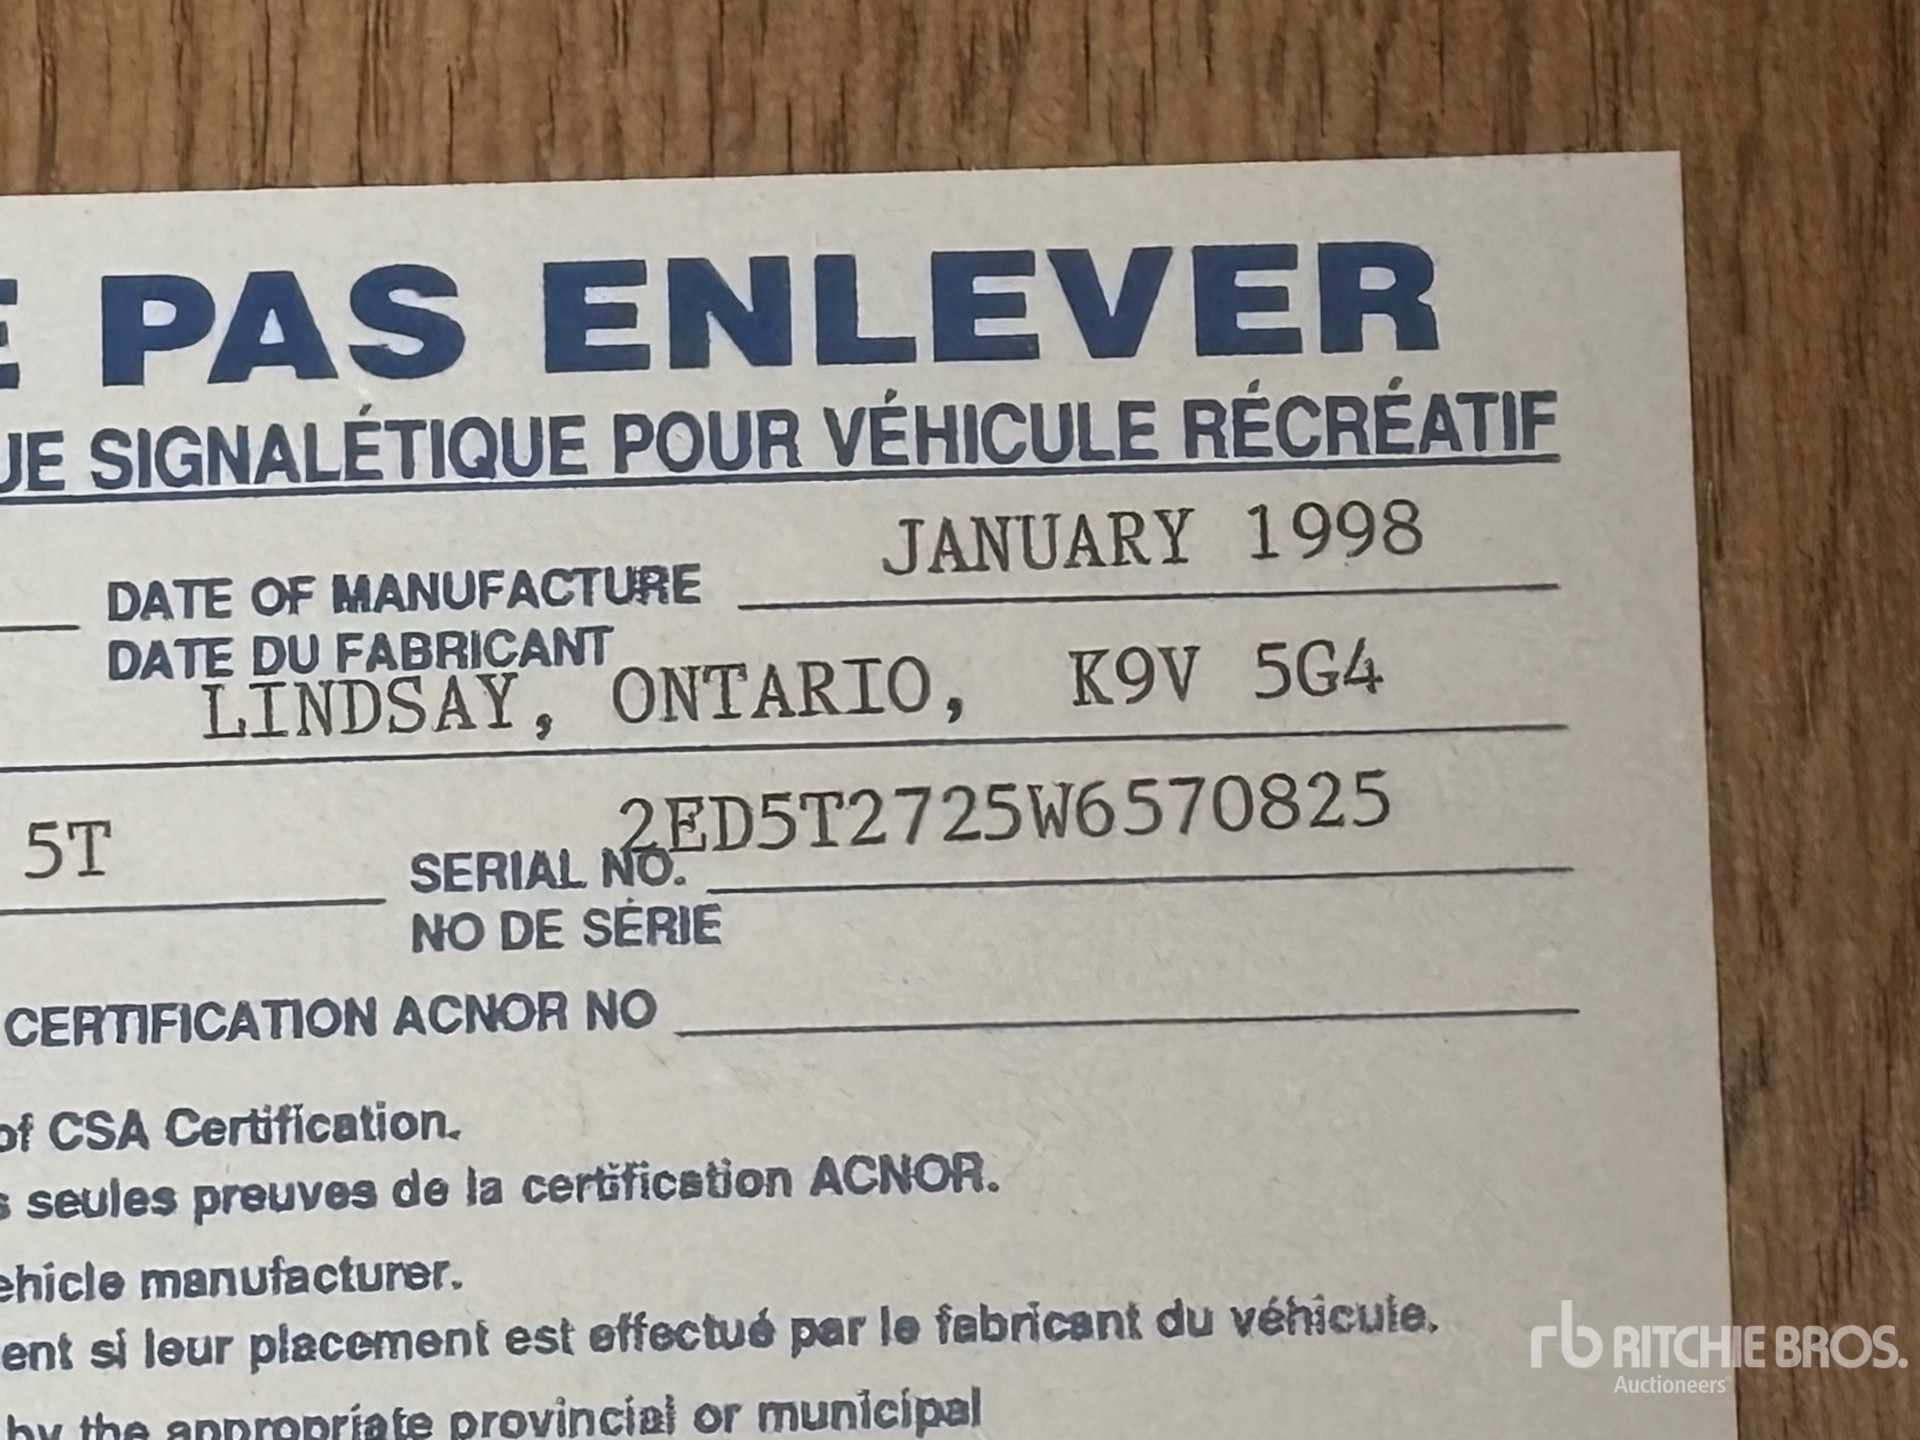 E PAS ENLEVER
UE SIGNALÉTIQUE POUR VÉHICULE RÉCRÉATIF
DATE OF MANUFACTURE JANUARY 1998
DATE DU FABRICANT
LINDSAY, ONTARIO, K9V 5G4
5T SERIAL NO. 2ED5T2725W6570825
NO DE SÉRIE
CERTIFICATION ACNOR NO
of CSA Certification.
s seules preuves de la certification ACNOR.
ehicle manufacturer.
ent si leur placement est effectué par le fabricant du véhicule.
by the appropriate provincial or municipal
rb RITCHIE BROS.
Auctioneers